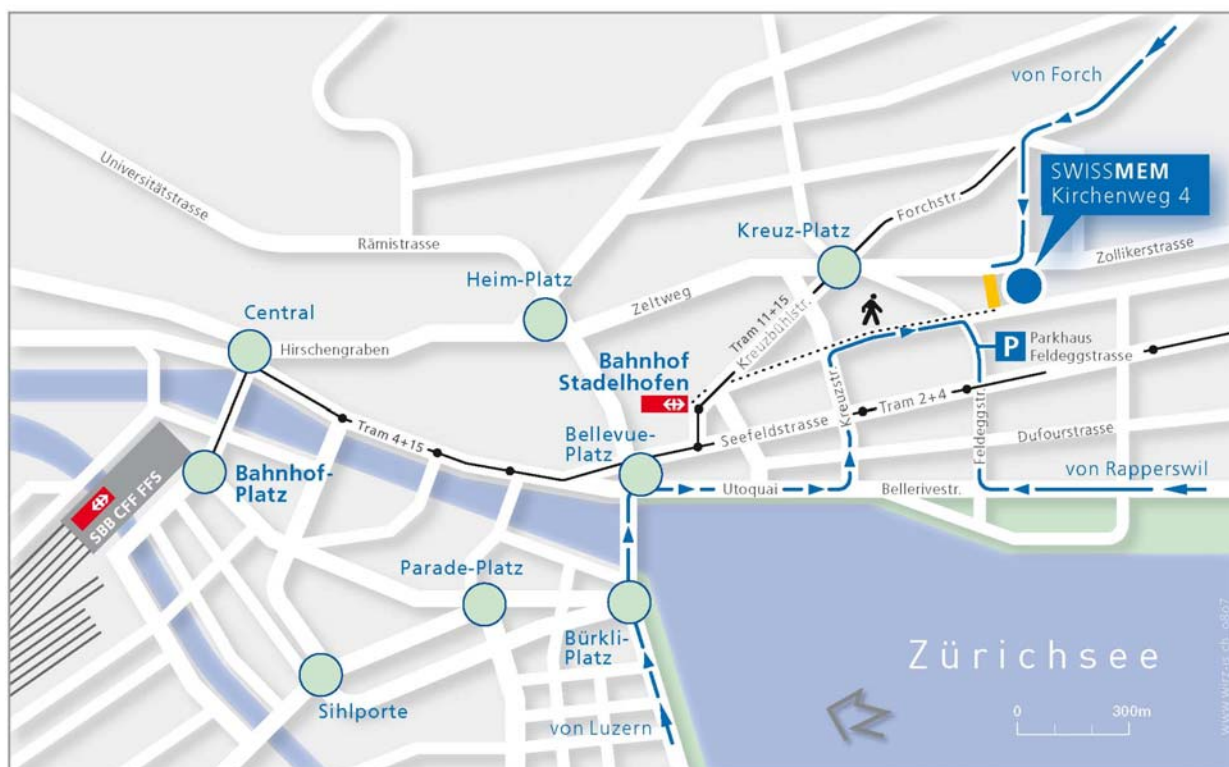 von Forch
SWISSMEM
Kirchenweg 4
Universitätstrasse
Rämistrasse
Kreuz-Platz
Forchstr.
Zollikerstrasse
Heim-Platz
Zeltweg
Central
Hirschengraben
Tram 11+15
Kreuzbühlstr.
P
Parkhaus
Feldeggstrasse
Bahnhof
Stadelhofen
Kreuzstr.
Tram 2+4
Seefeldstrasse
Feldeggstr.
Dufourstrasse
Tram 4+15
Bellevue-
Platz
Bahnhof-
Platz
von Rapperswil
Utoquai
Bellerivestr.
SBB CFF FFS
Parade-Platz
Bürkli-
Platz
Zürichsee
Sihlporte
von Luzern
0 300m